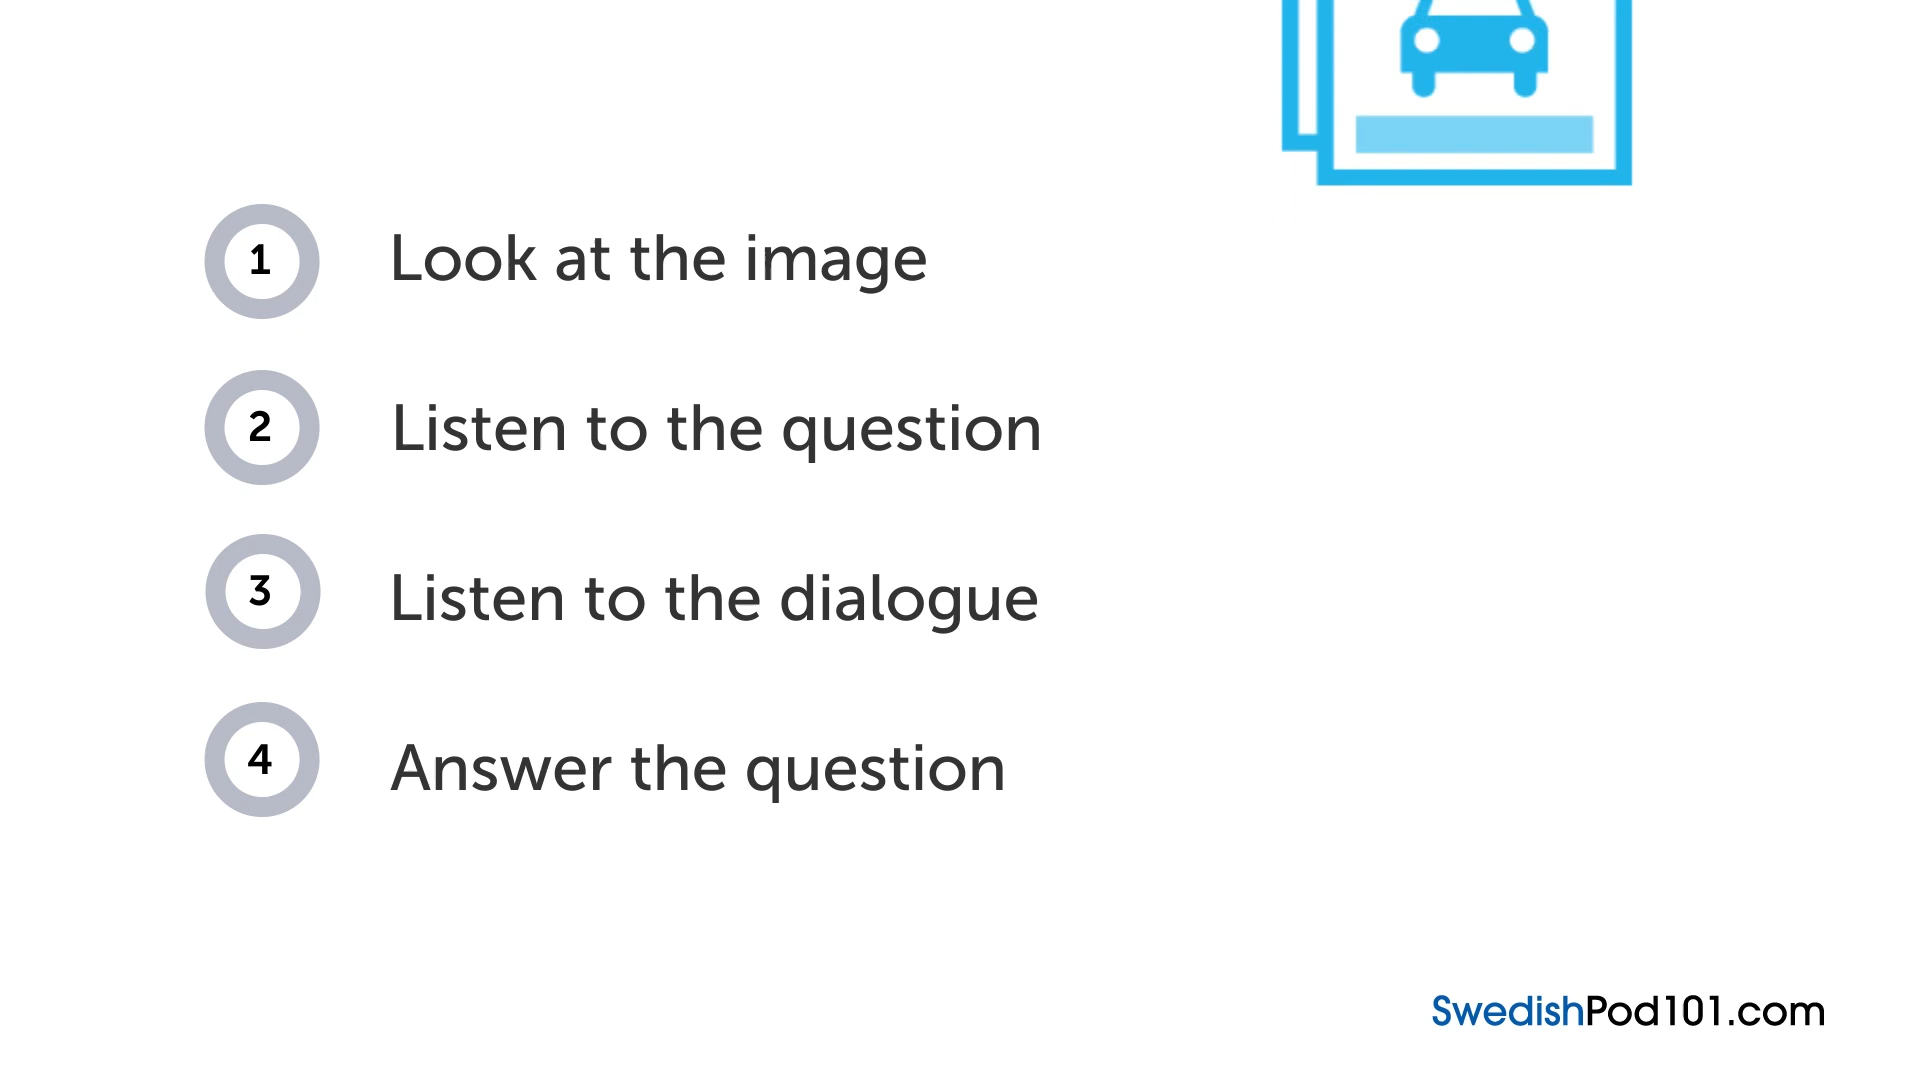 1 Look at the image
2 Listen to the question
3 Listen to the dialogue
4 Answer the question
SwedishPod101.com